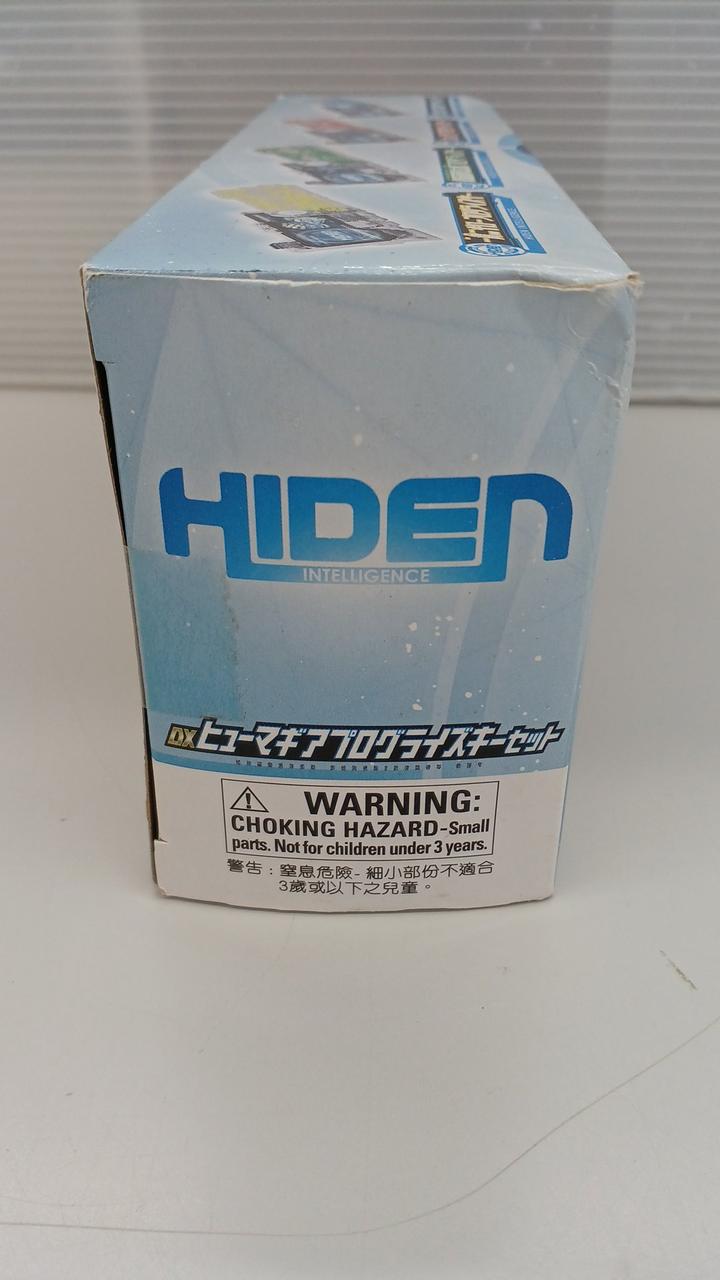 HIDEN
INTELLIGENCE
DXヒューマギアプログライズキーセット
WARNING:
CHOKING HAZARD-Small
parts. Not for children under 3 years.
警告：窒息危險- 細小部份不適合
3歲或以下之兒童。